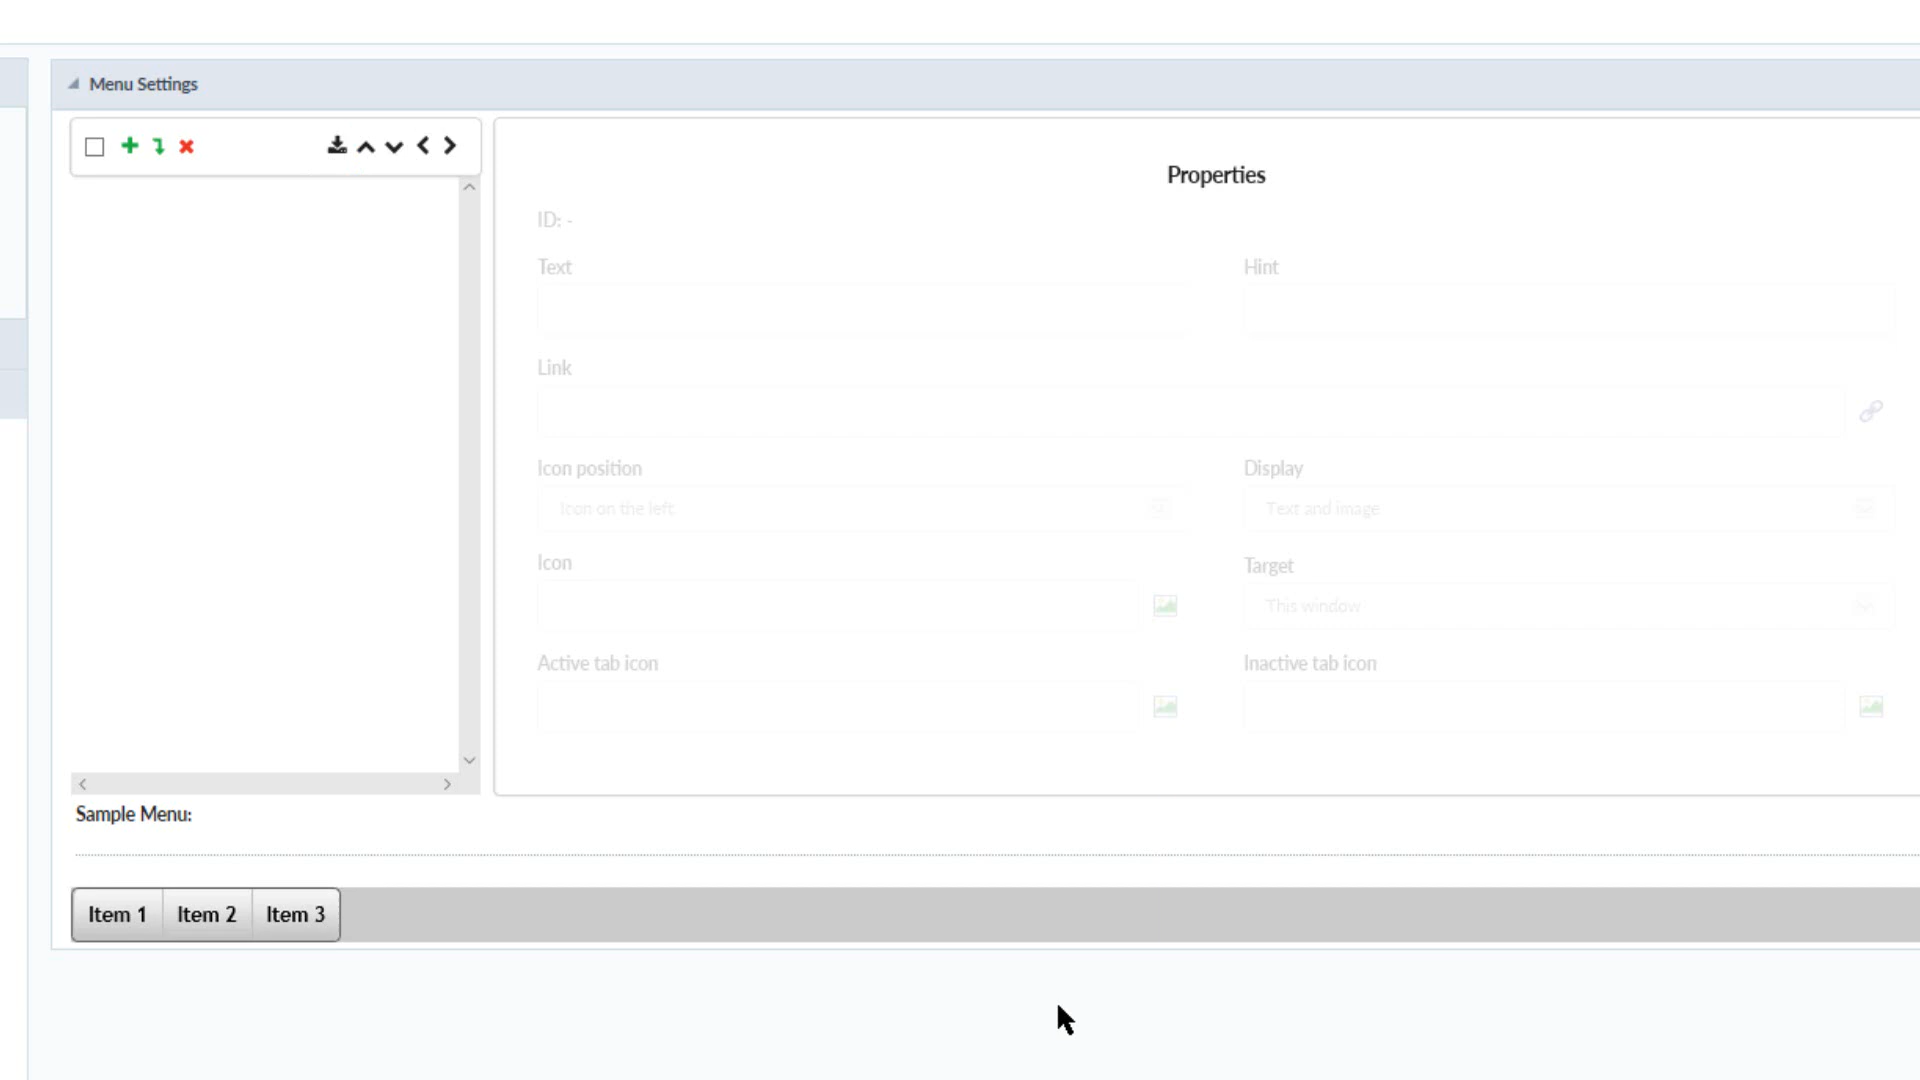 Menu Settings
Properties
ID: -
Text
Hint
Link
Icon position
Display
Icon on the left
Text and image
Icon
Target
This window
Active tab icon
Inactive tab icon
Sample Menu:
Item 1
Item 2
Item 3